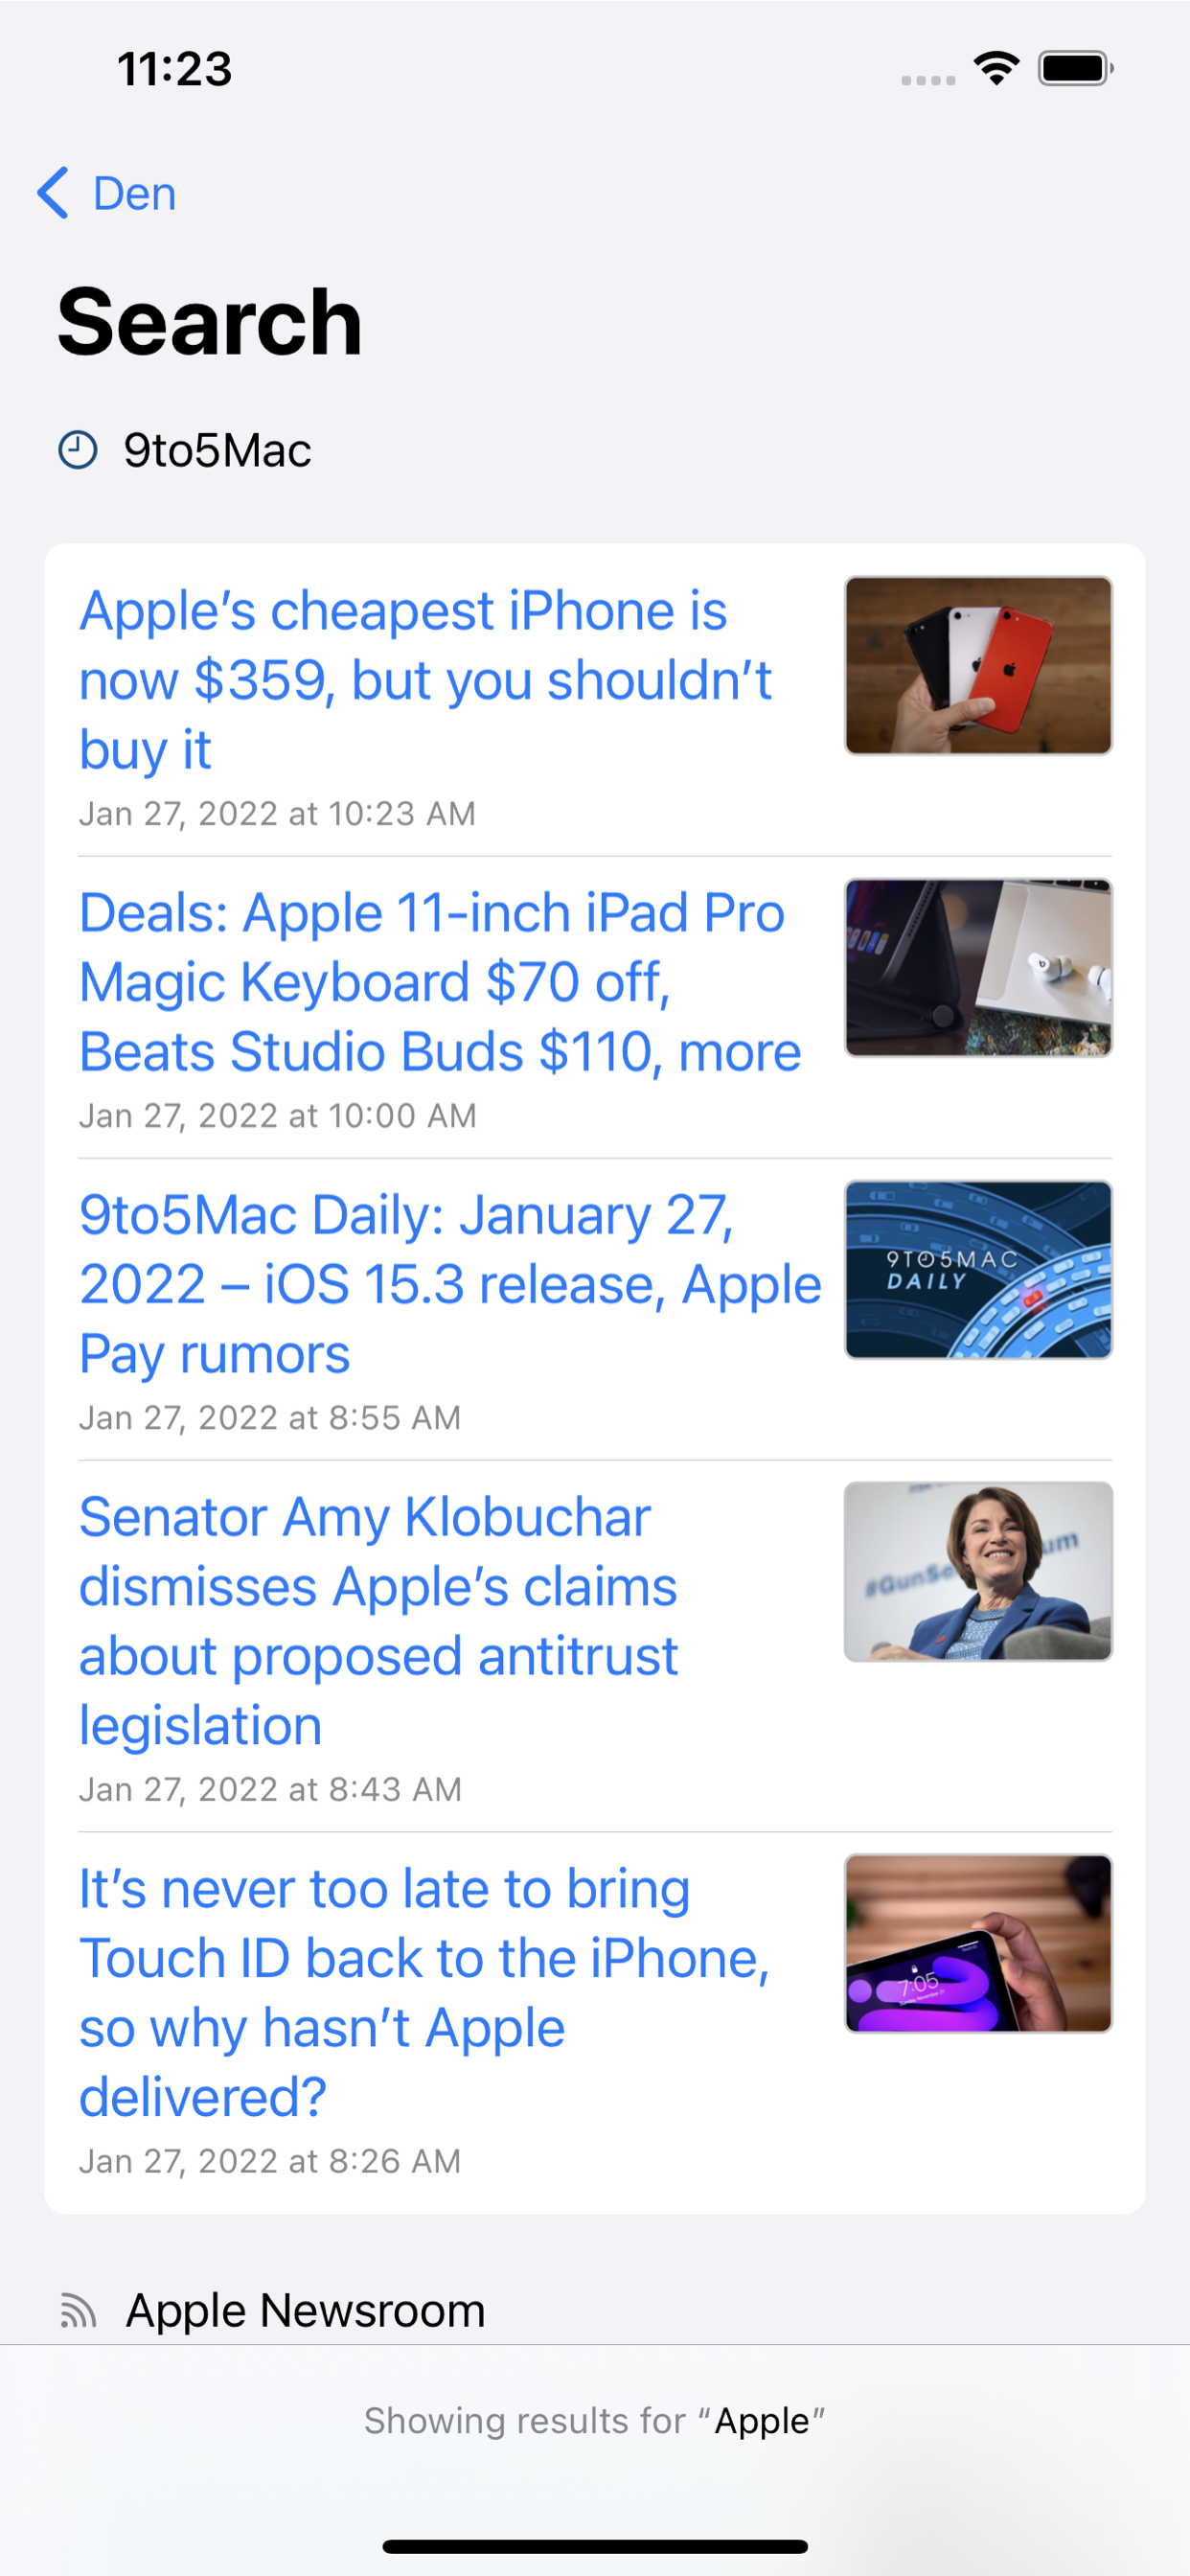 11:23
Den
Search
9to5Mac
Apple’s cheapest iPhone is
now $359, but you shouldn’t
buy it
Jan 27, 2022 at 10:23 AM
Deals: Apple 11-inch iPad Pro
Magic Keyboard $70 off,
Beats Studio Buds $110, more
Jan 27, 2022 at 10:00 AM
9to5Mac Daily: January 27,
2022 – iOS 15.3 release, Apple
Pay rumors
9TO5MAC
DAILY
Jan 27, 2022 at 8:55 AM
Senator Amy Klobuchar
dismisses Apple’s claims
about proposed antitrust
legislation
Jan 27, 2022 at 8:43 AM
It’s never too late to bring
Touch ID back to the iPhone,
so why hasn’t Apple
delivered?
7:05
Jan 27, 2022 at 8:26 AM
Apple Newsroom
Showing results for “Apple”